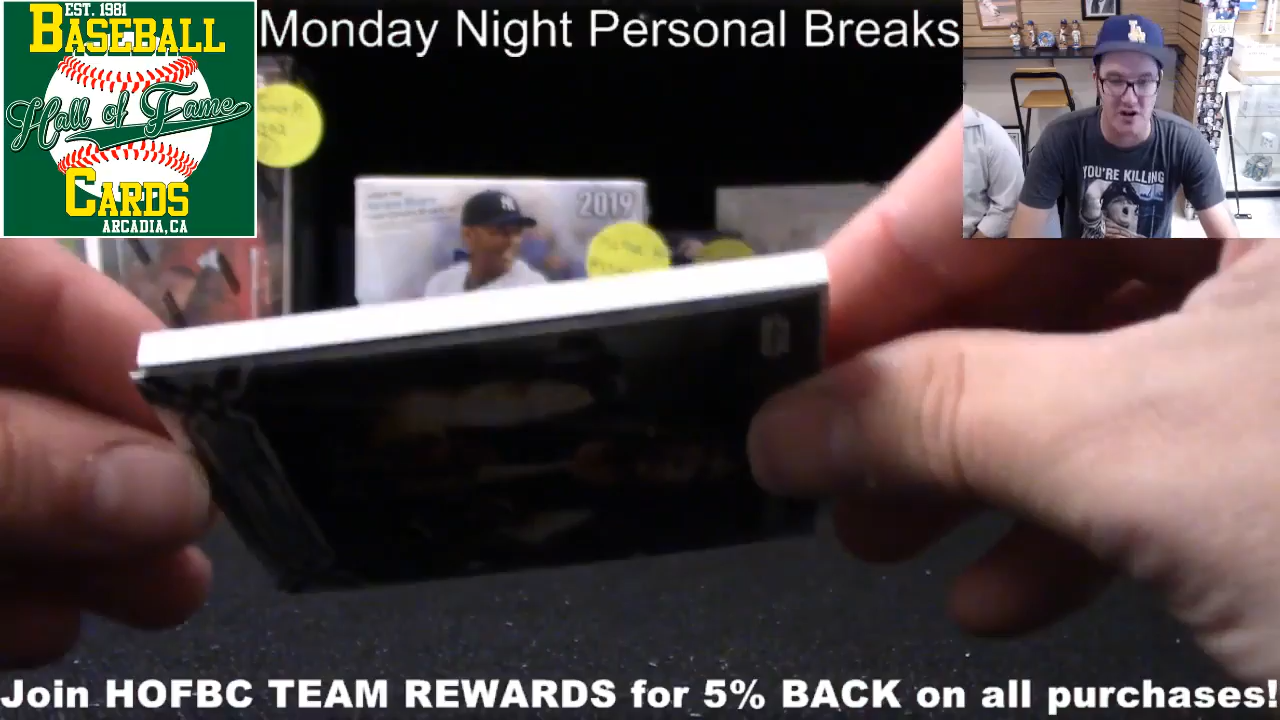 EST. 1981
BASEBALL
Hall of Fame
CARDS
ARCADIA, CA
Monday Night Personal Breaks
2019
YOU'RE KILLING
Join HOFBC TEAM REWARDS for 5% BACK on all purchases!